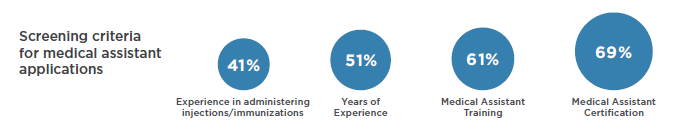 Screening criteria
for medical assistant
applications
41%
51%
61%
69%
Experience in administering
injections/immunizations
Years of
Experience
Medical Assistant
Training
Medical Assistant
Certification